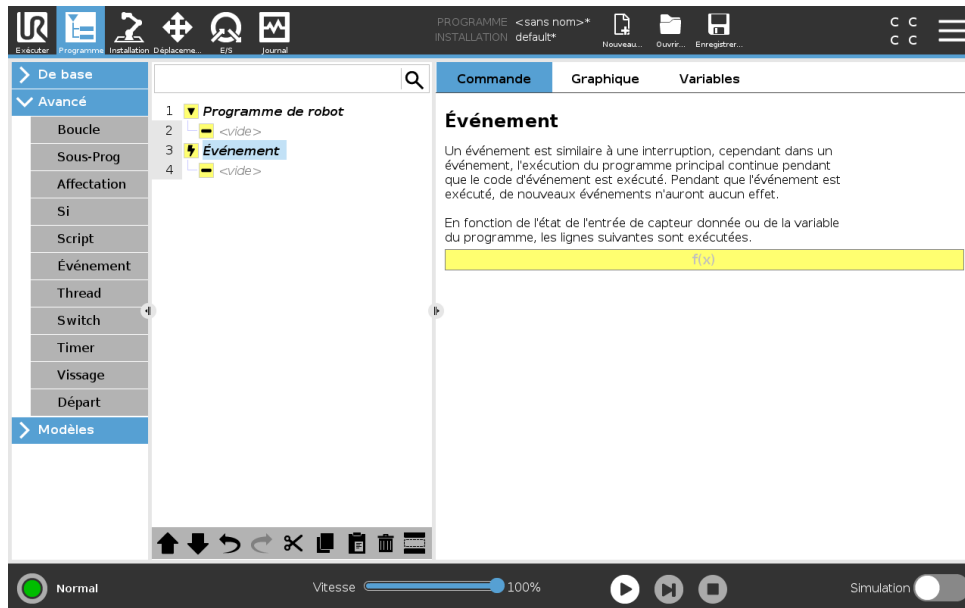 UR
Exécuter
Programme
Installation
Déplaceme...
E/S
Journal
PROGRAMME <sans nom>*
INSTALLATION default*
Nouveau...
Ouvrir...
Enregistrer...
C C
C C
De base
Avancé
Boucle
Sous-Prog
Affectation
Si
Script
Événement
Thread
Switch
Timer
Vissage
Départ
Modèles
1 Programme de robot
2 <vide>
3 Événement
4 <vide>
Commande Graphique Variables
Événement
Un événement est similaire à une interruption, cependant dans un
événement, l'exécution du programme principal continue pendant
que le code d'événement est exécuté. Pendant que l'événement est
exécuté, de nouveaux événements n'auront aucun effet.
En fonction de l'état de l'entrée de capteur donnée ou de la variable
du programme, les lignes suivantes sont exécutées.
f(x)
Normal
Vitesse 100%
Simulation